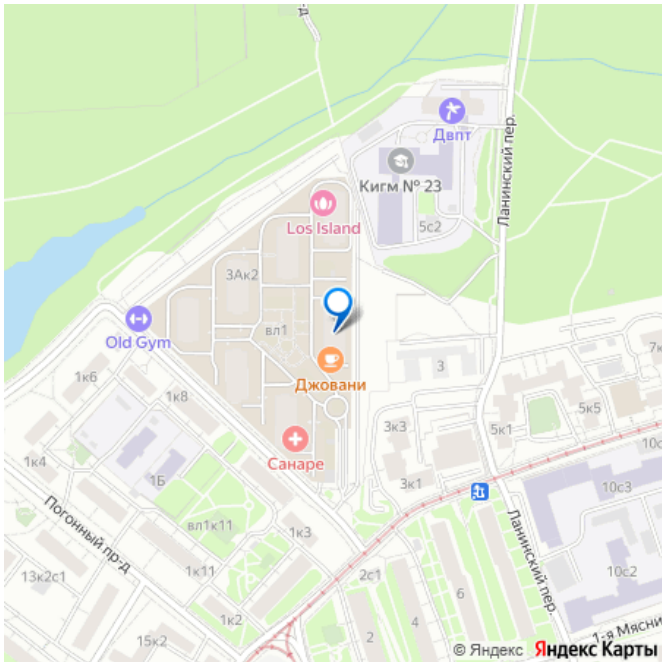 р-д
Ланинский пер.
Двпт
Кигм № 23
5с2
Los Island
3Ак2
вл1
Old Gym
Джовани
3
7к
1к6
1к8
5к5
5к1
3к3
Санаре
1к4
1Б
3к1
10с3
Погонный пр-д
вл1к11
1к3
Ланинский пер.
10с2
13к2с1
1к11
2с1
6
4
2
15к2
1-я Мясни
© Яндекс Яндекс Карты